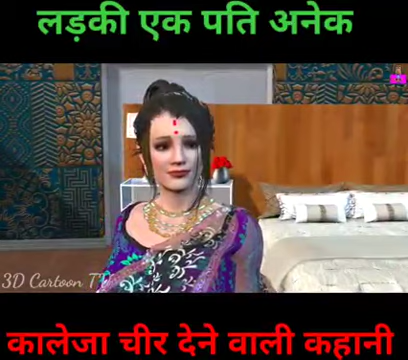 लड़की एक पति अनेक
3D Cartoon T
कालेजा चीर देने वाली कहानी